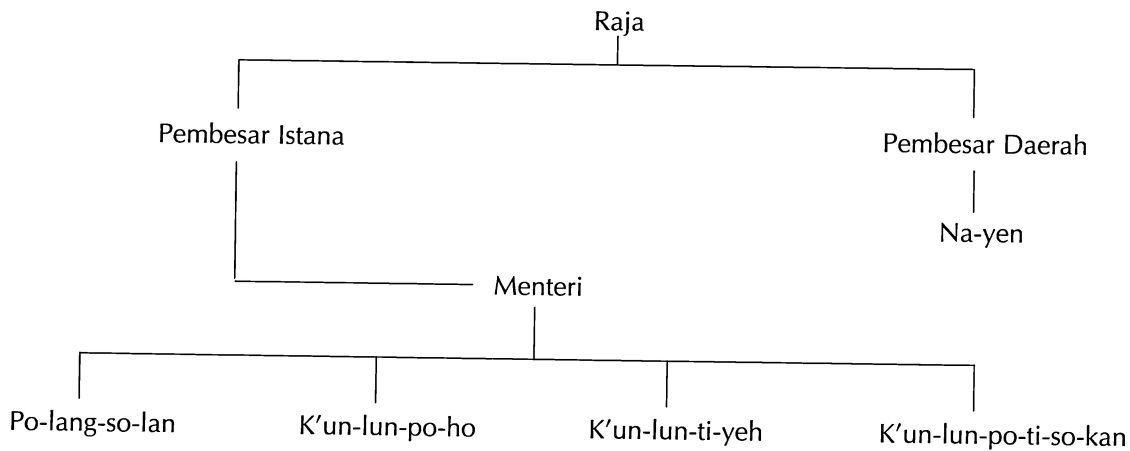 Raja
Pembesar Istana
Pembesar Daerah
Na-yen
Menteri
Po-lang-so-lan
K'un-lun-po-ho
K'un-lun-ti-yeh
K'un-lun-po-ti-so-kan